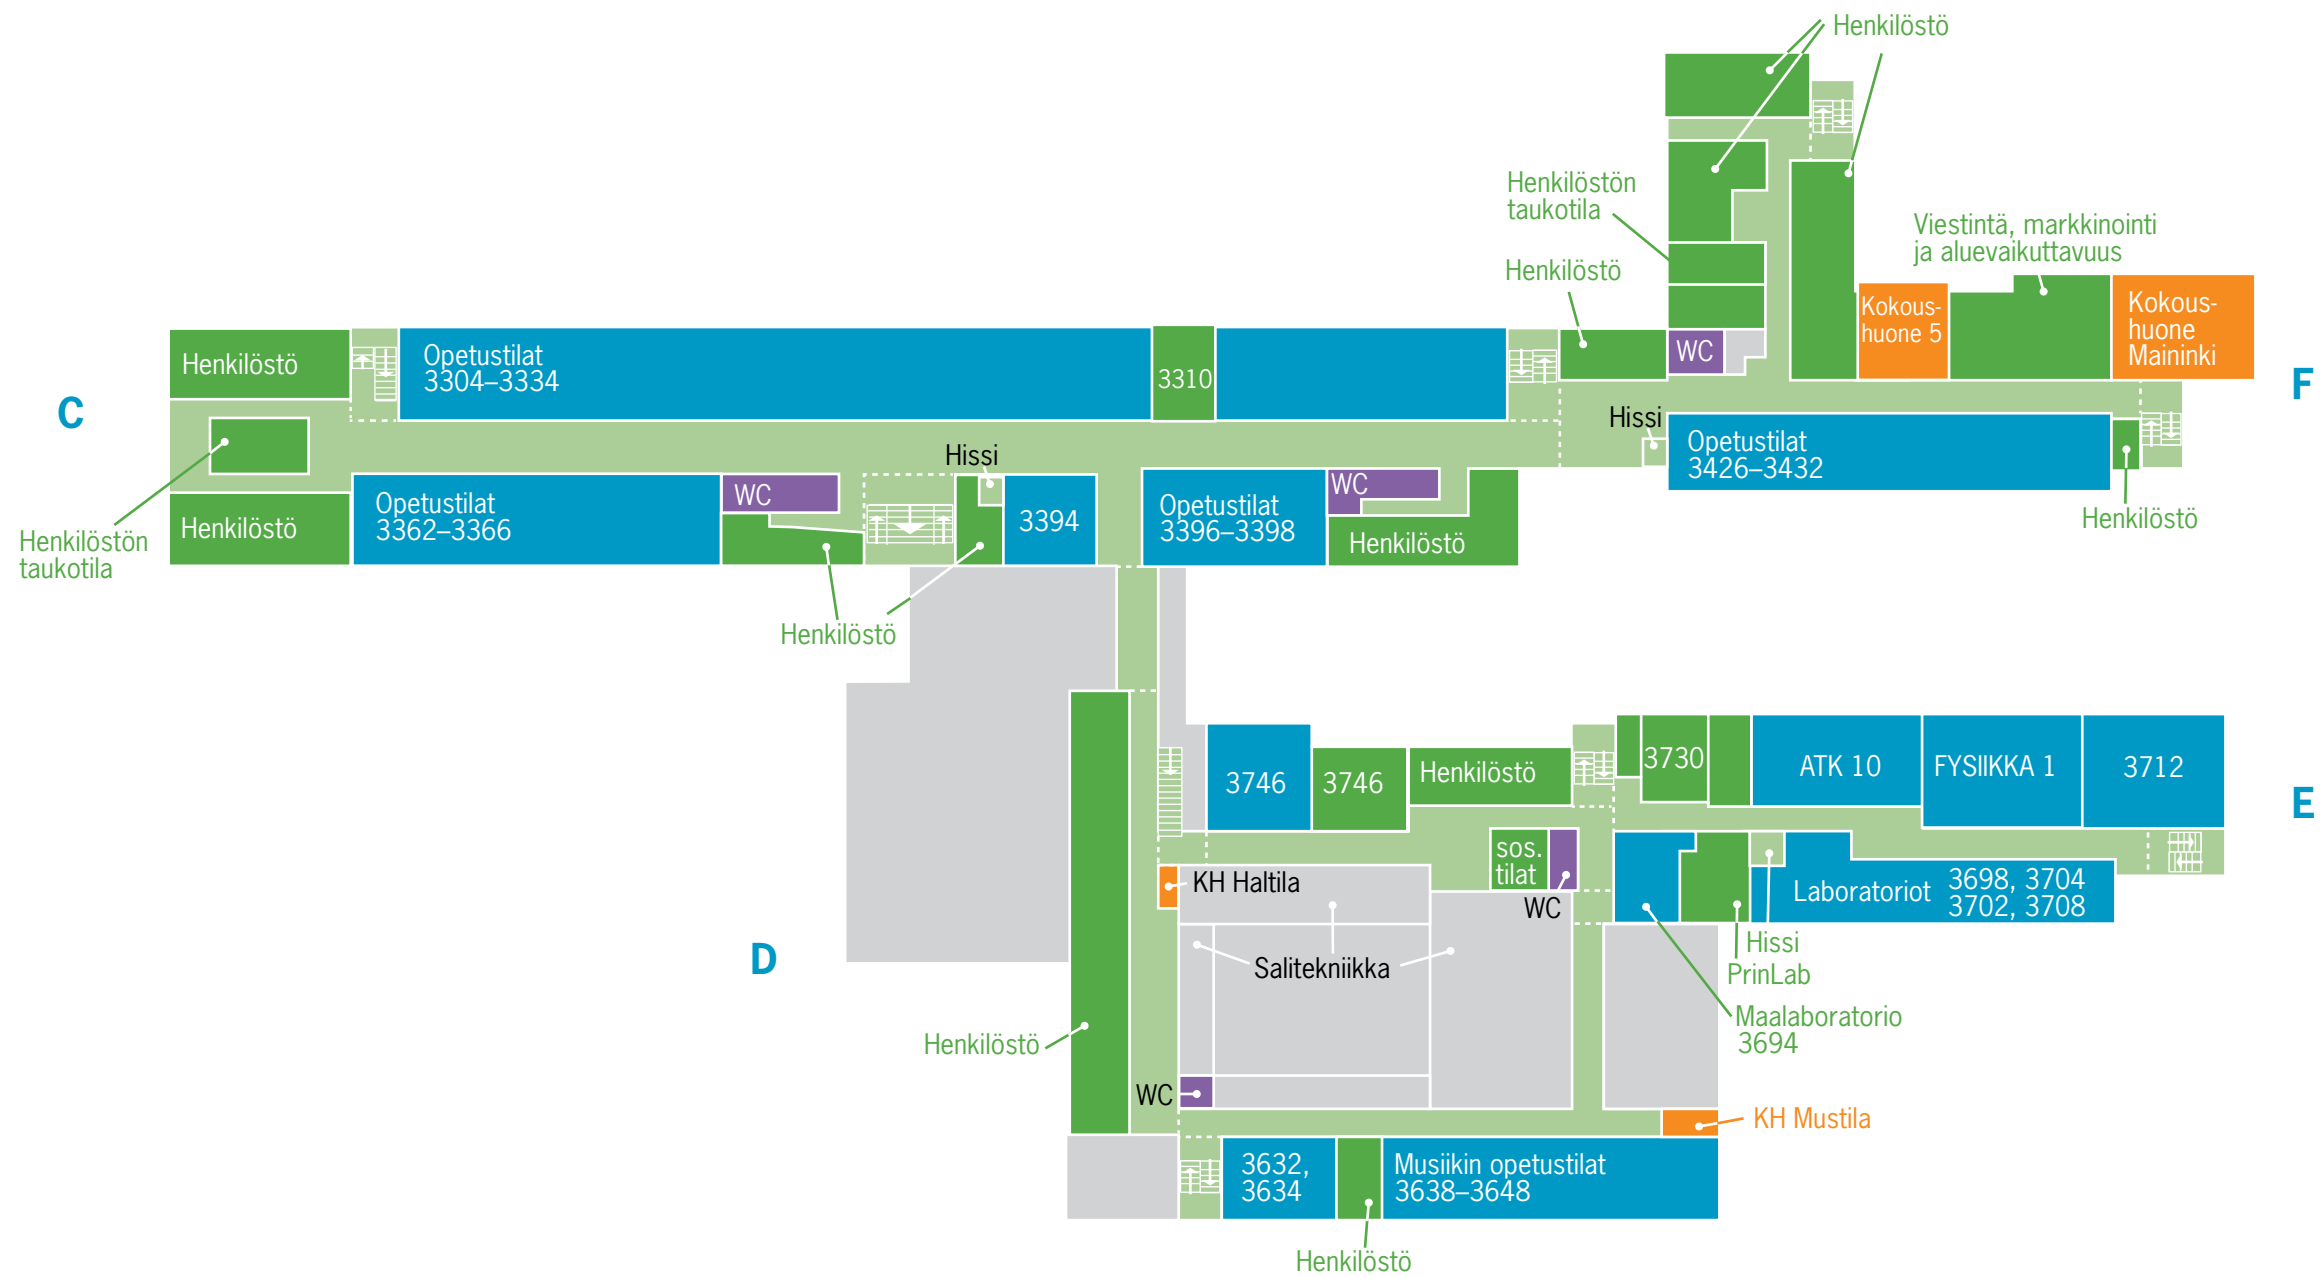 Henkilöstö
Henkilöstön
taukotila
Henkilöstö
Viestintä, markkinointi
ja aluevaikuttavuus
Kokous-
huone 5
Kokous-
huone
Maininki
WC
F
C
Henkilöstö
Opetustilat
3304–3334
3310
Hissi
Opetustilat
3426–3432
Henkilöstö
Henkilöstön
taukotila
Henkilöstö
Opetustilat
3362–3366
WC
Hissi
3394
Opetustilat
3396–3398
WC
Henkilöstö
Henkilöstö
3746
3746
Henkilöstö
3730
ATK 10
FYSIIKKA 1
3712
E
sos.
tilat
WC
KH Haltila
Laboratoriot
3698, 3704
3702, 3708
Hissi
PrinLab
Maalaboratorio
3694
D
Salitekniikka
Henkilöstö
WC
KH Mustila
3632,
3634
Musiikin opetustilat
3638–3648
Henkilöstö